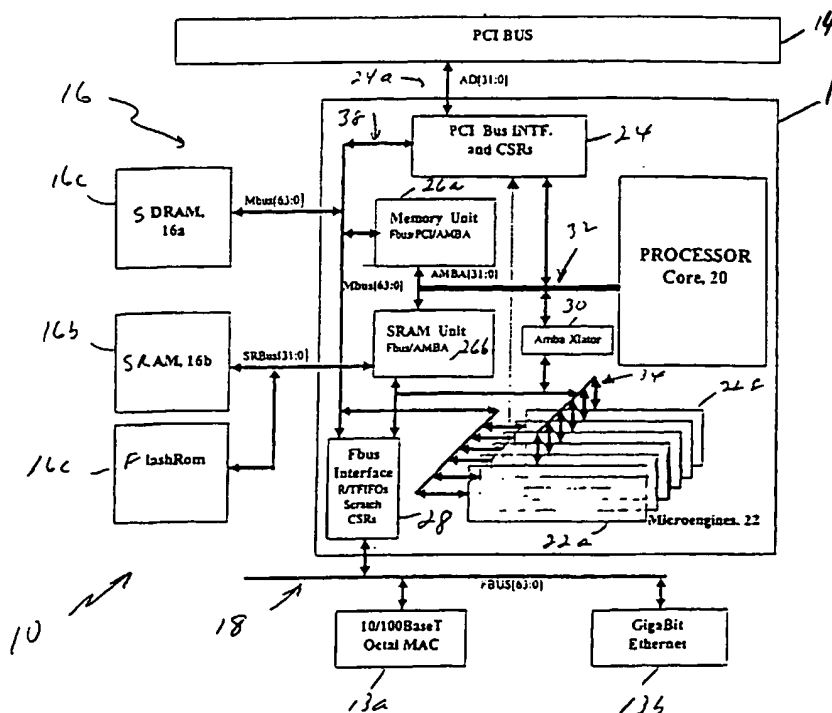 PCI BUS
14
24a
AD[31:0]
16
1
38
PCI Bus INTF.
and CSRs
24
16c
SDRAM,
16a
Mbus[63:0]
26a
Memory Unit
Fbus/PCI/AMBA
32
PROCESSOR
Core, 20
AMBA[31:0]
Mbus[63:0]
30
16b
SRAM, 16b
SRBus[31:0]
SRAM Unit
Fbus/AMBA
26b
Amba Xlator
34
16c
FlashRom
Fbus
Interface
R/TFIFOs
Scratch
CSRs
28
22a
Microengines, 22
FBUS[63:0]
10
18
10/100BaseT
Octal MAC
GigaBit
Ethernet
13a
13b